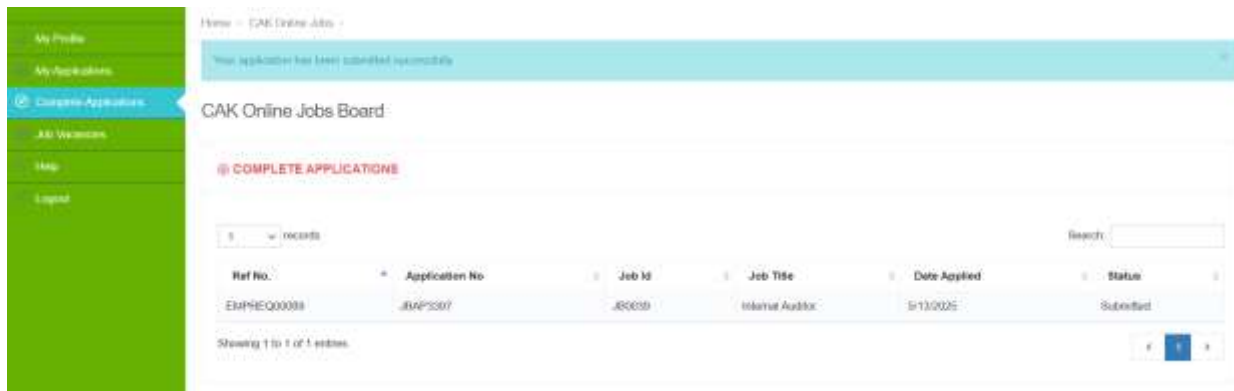 Home - CAK Online Jobs -
My Profile
Your application has been submitted successfully
My Applications
Complete Applications
CAK Online Jobs Board
Job Vacancies
Help
COMPLETE APPLICATIONS
Logout
records
Search:
Ref No. Application No Job Id Job Title Date Applied Status
JBAP3307 Internal Auditor 5/13/2025 Submitted
Showing 1 to 1 of 1 entries
1